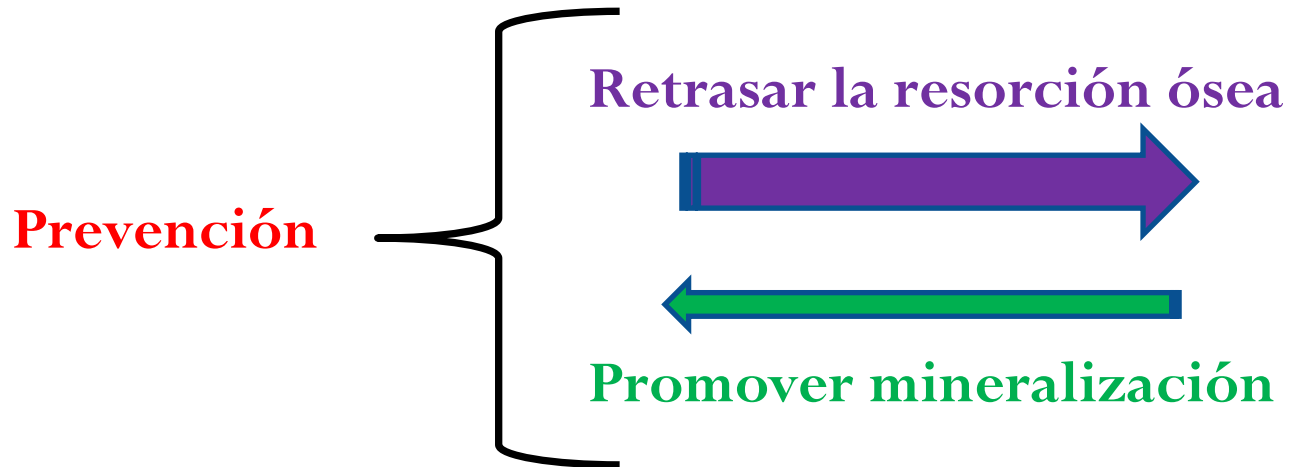 Retrasar la resorción ósea
Prevención
Promover mineralización